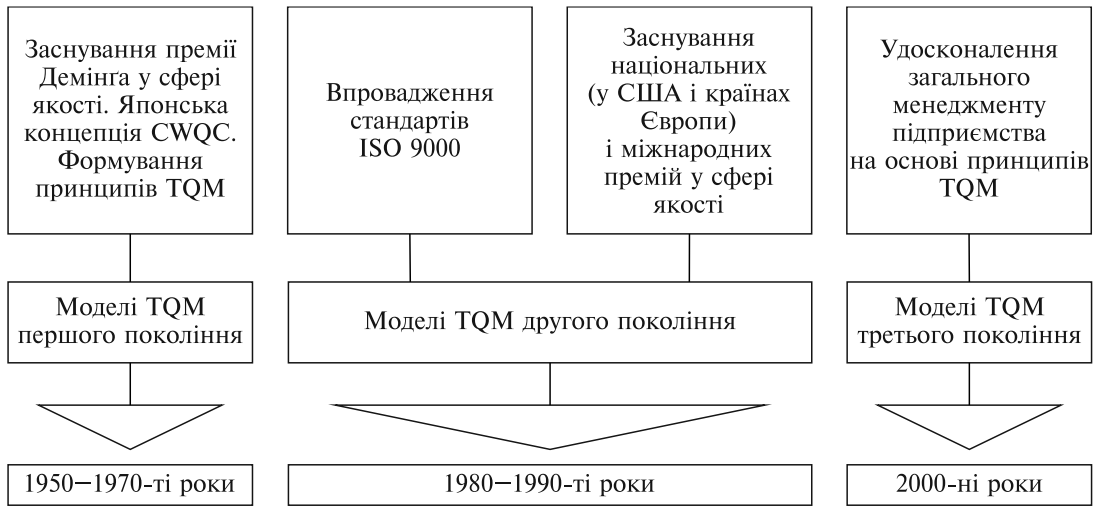 Заснування премії
Демінґа у сфері
якості. Японська
концепція CWQC.
Формування
принципів TQM
Впровадження
стандартів
ISO 9000
Заснування
національних
(у США і країнах
Європи)
і міжнародних
премій у сфері
якості
Удосконалення
загального
менеджменту
підприємства
на основі принципів
TQM
Моделі TQM
першого покоління
Моделі TQM другого покоління
Моделі TQM
третього покоління
1950—1970-ті роки
1980—1990-ті роки
2000-ні роки